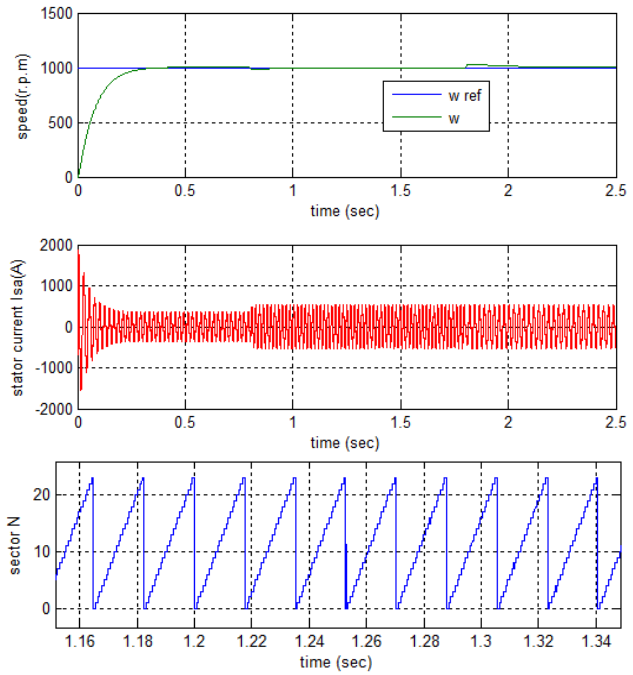 1500
1000
500
0
speed(r.p.m)
w ref
w
0 0.5 1 1.5 2 2.5
time (sec)
2000
1000
0
-1000
-2000
stator current Isa(A)
0 0.5 1 1.5 2 2.5
time (sec)
20
10
0
sector N
1.16 1.18 1.2 1.22 1.24 1.26 1.28 1.3 1.32 1.34
time (sec)